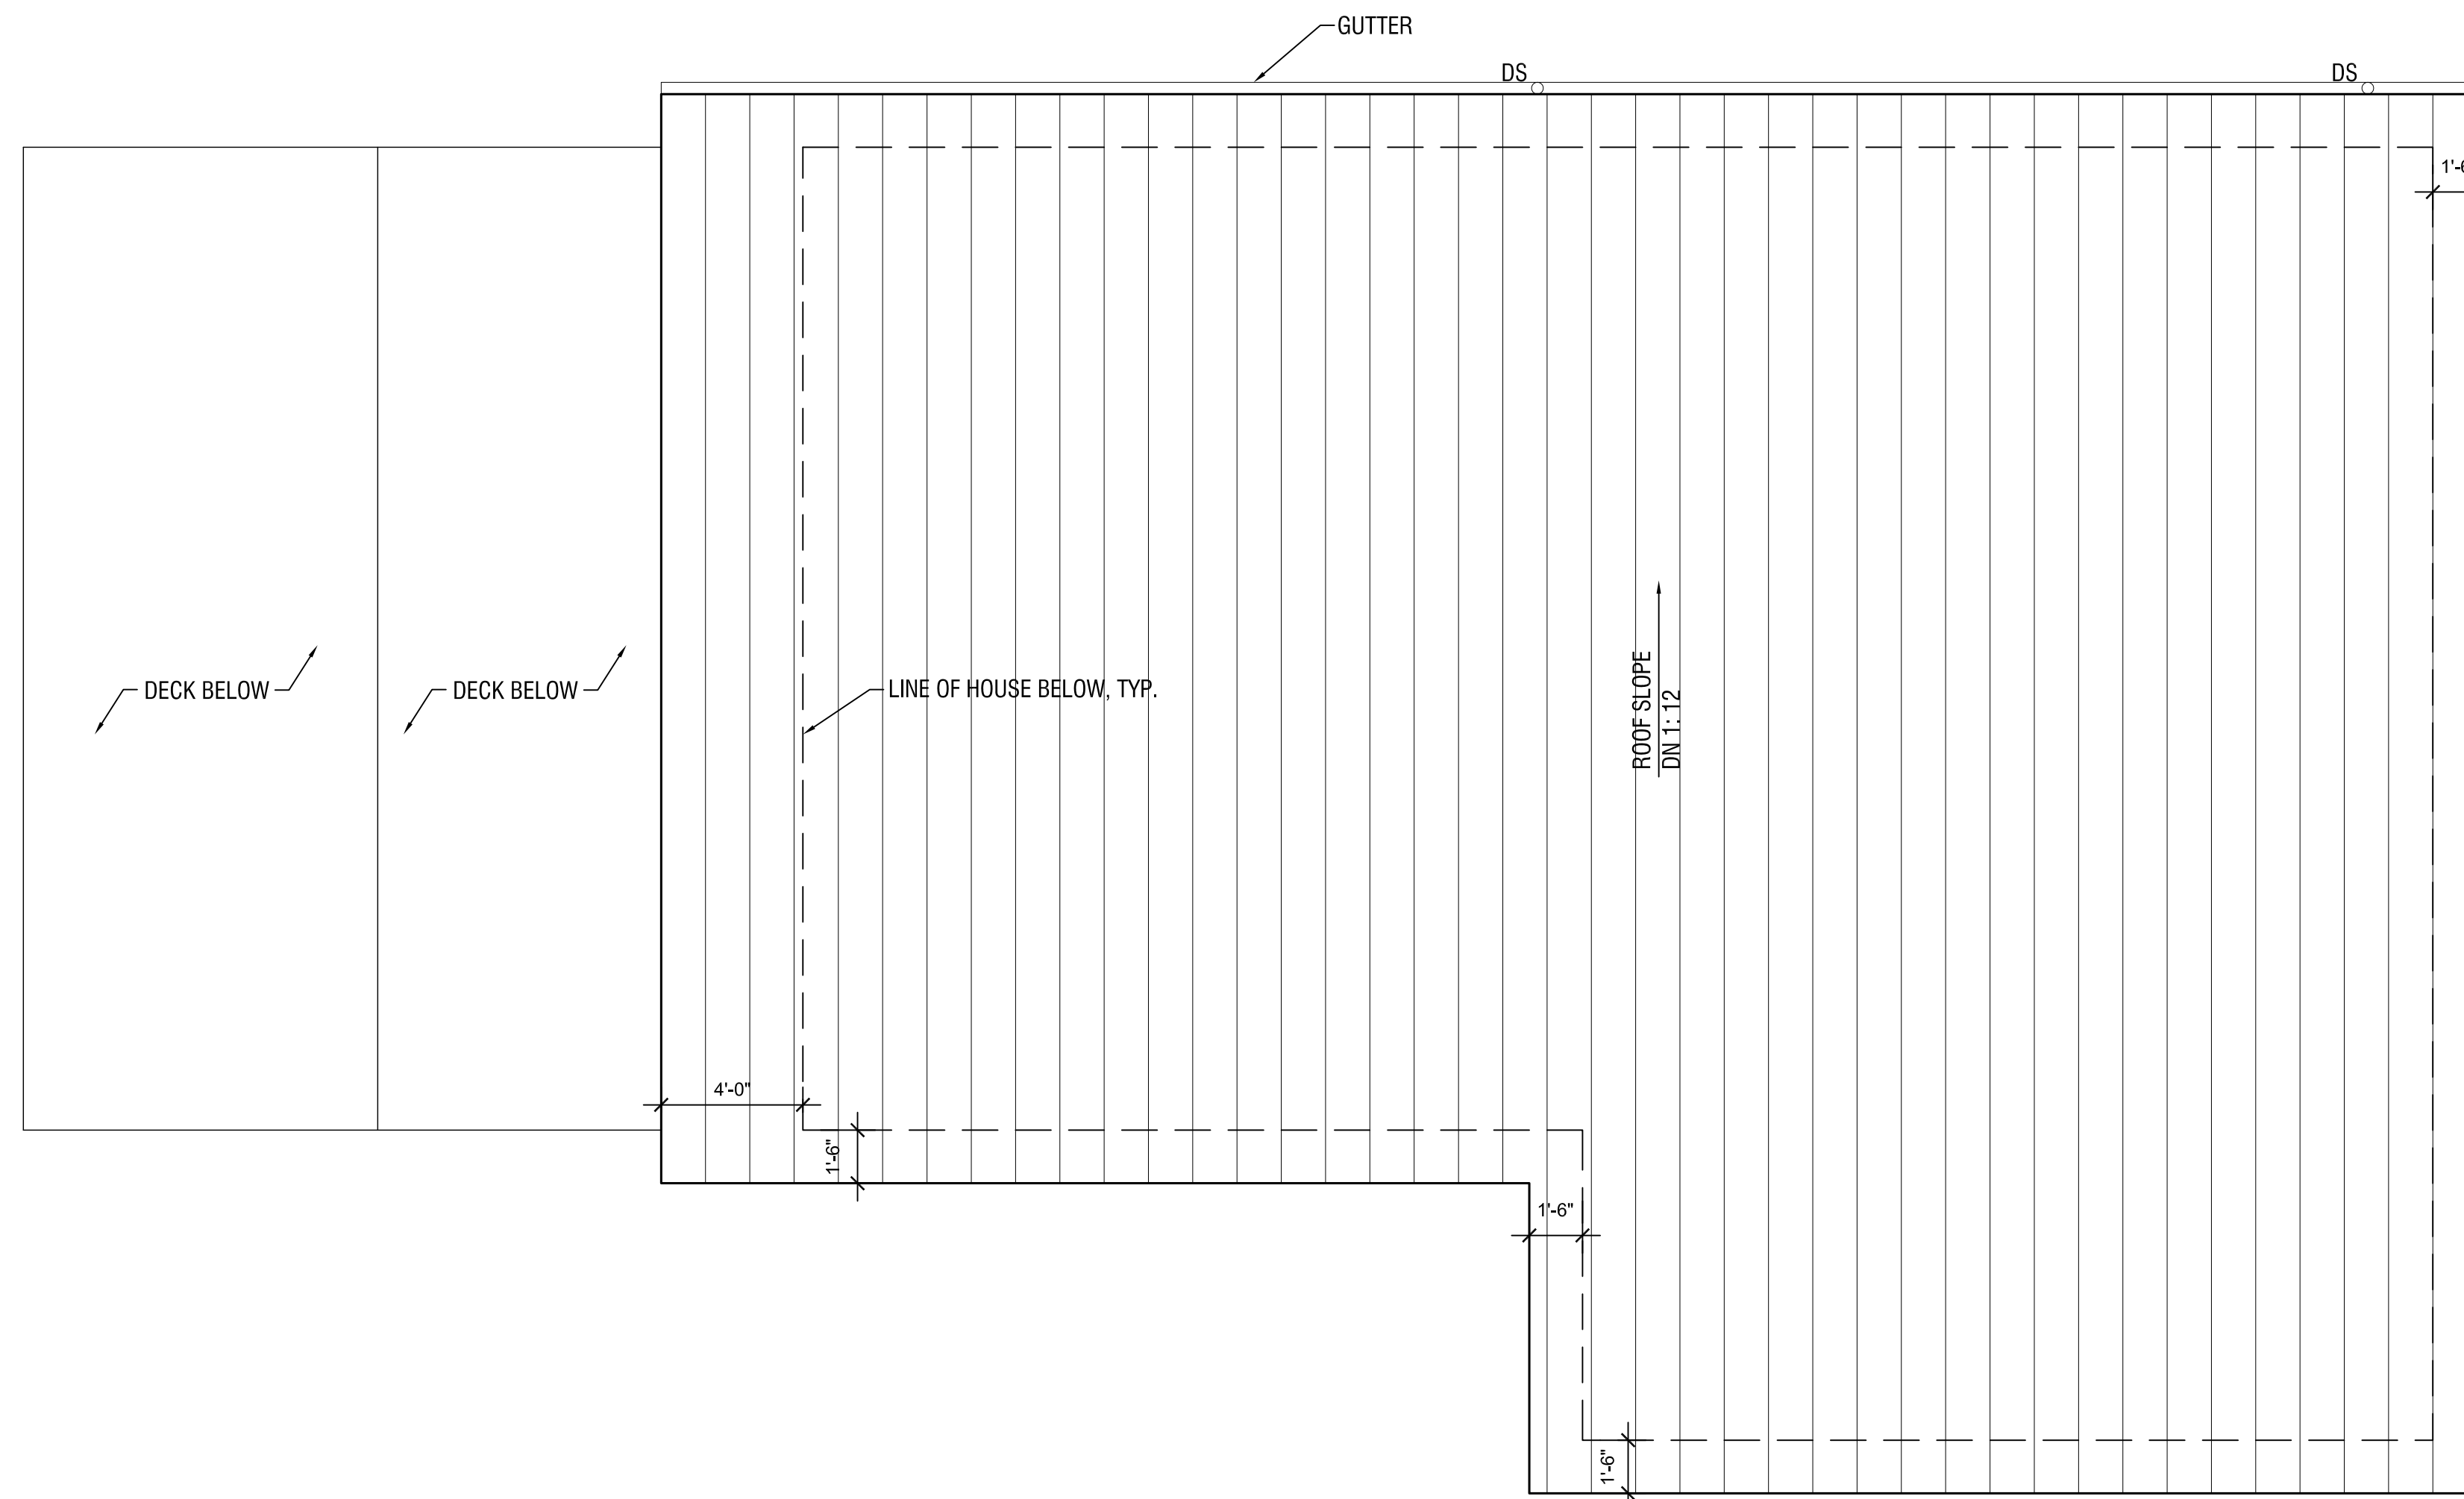 GUTTER
DS
DS
1'-6
DECK BELOW
DECK BELOW
LINE OF HOUSE BELOW, TYP.
ROOF SLOPE
DN 1 : 12
4'-0"
1'-6"
1'-6"
1'-6"